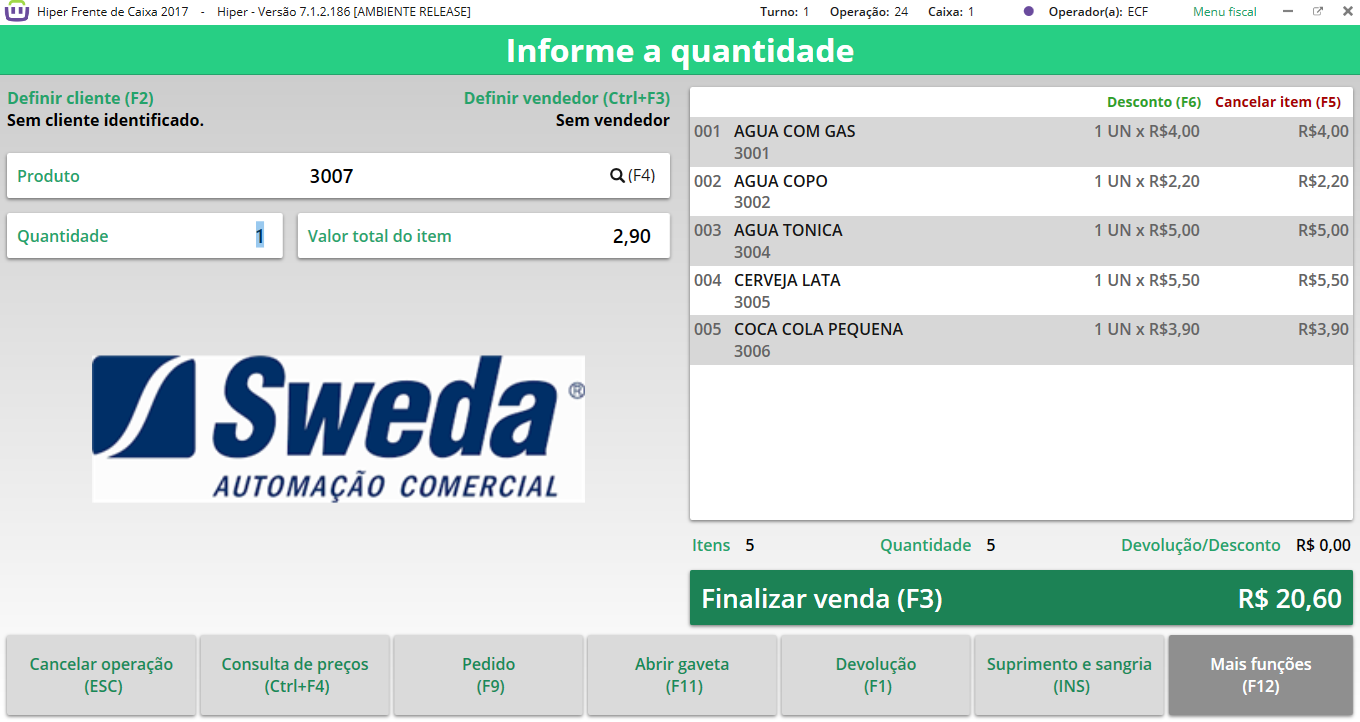 Hiper Frente de Caixa 2017 - Hiper - Versão 7.1.2.186 [AMBIENTE RELEASE] Turno: 1 Operação: 24 Caixa: 1 Operador(a): ECF Menu fiscal
Informe a quantidade
Definir cliente (F2) Definir vendedor (Ctrl+F3)
Sem cliente identificado. Sem vendedor
Produto 3007 (F4)
Quantidade 1 Valor total do item 2,90
Sweda ®
AUTOMAÇÃO COMERCIAL
Desconto (F6) Cancelar item (F5)
001 AGUA COM GAS 1 UN x R$4,00 R$4,00
3001
002 AGUA COPO 1 UN x R$2,20 R$2,20
3002
003 AGUA TONICA 1 UN x R$5,00 R$5,00
3004
004 CERVEJA LATA 1 UN x R$5,50 R$5,50
3005
005 COCA COLA PEQUENA 1 UN x R$3,90 R$3,90
3006
Itens 5 Quantidade 5 Devolução/Desconto R$ 0,00
Finalizar venda (F3) R$ 20,60
Cancelar operação
(ESC)
Consulta de preços
(Ctrl+F4)
Pedido
(F9)
Abrir gaveta
(F11)
Devolução
(F1)
Suprimento e sangria
(INS)
Mais funções
(F12)